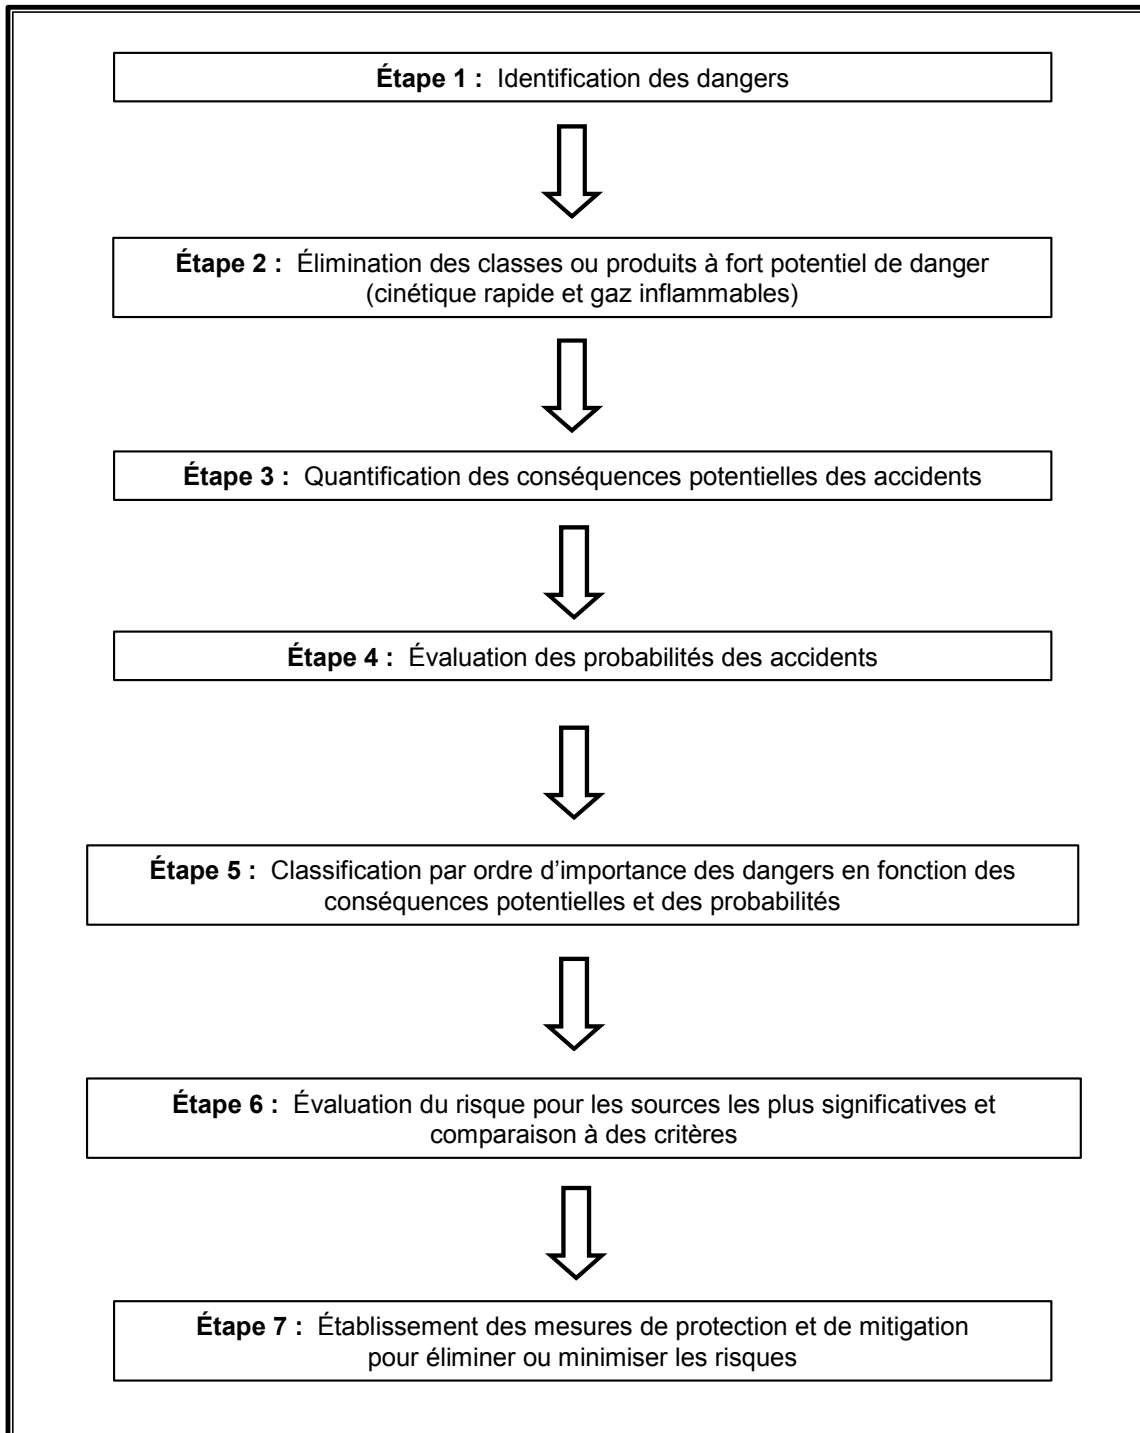 Étape 1 : Identification des dangers
Étape 2 : Élimination des classes ou produits à fort potentiel de danger
(cinétique rapide et gaz inflammables)
Étape 3 : Quantification des conséquences potentielles des accidents
Étape 4 : Évaluation des probabilités des accidents
Étape 5 : Classification par ordre d’importance des dangers en fonction des
conséquences potentielles et des probabilités
Étape 6 : Évaluation du risque pour les sources les plus significatives et
comparaison à des critères
Étape 7 : Établissement des mesures de protection et de mitigation
pour éliminer ou minimiser les risques